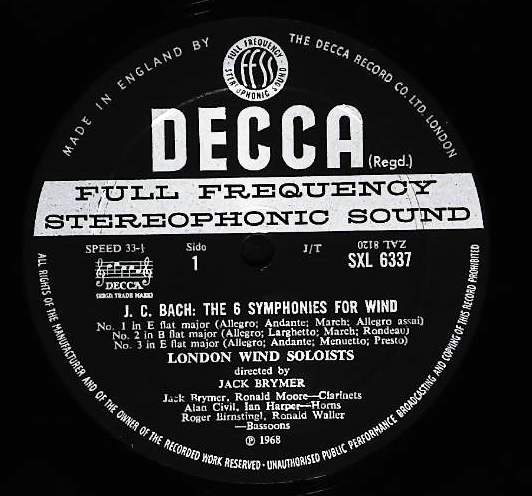 MADE IN ENGLAND BY
THE DECCA RECORD CO. LTD. LONDON
FULL FREQUENCY
FFSS
STEREOPHONIC SOUND
DECCA (Regd.)
FULL FREQUENCY
STEREOPHONIC SOUND
SPEED 33⅓
Side
1
J/T
ZAL 8120
SXL 6337
DECCA
(REGD. TRADE MARK)
J. C. BACH: THE 6 SYMPHONIES FOR WIND
No. 1 in E flat major (Allegro; Andante; March; Allegro assai)
No. 2 in B flat major (Allegro; Larghetto; March; Rondeau)
No. 3 in E flat major (Allegro; Andante; Menuetto; Presto)
LONDON WIND SOLOISTS
directed by
JACK BRYMER
Jack Brymer, Ronald Moore—Clarinets
Alan Civil, Ian Harper—Horns
Roger Birnstingl, Ronald Waller
—Bassoons
℗ 1968
ALL RIGHTS OF THE MANUFACTURER AND OF THE OWNER OF THE RECORDED WORK RESERVED · UNAUTHORISED PUBLIC PERFORMANCE BROADCASTING AND COPYING OF THIS RECORD PROHIBITED